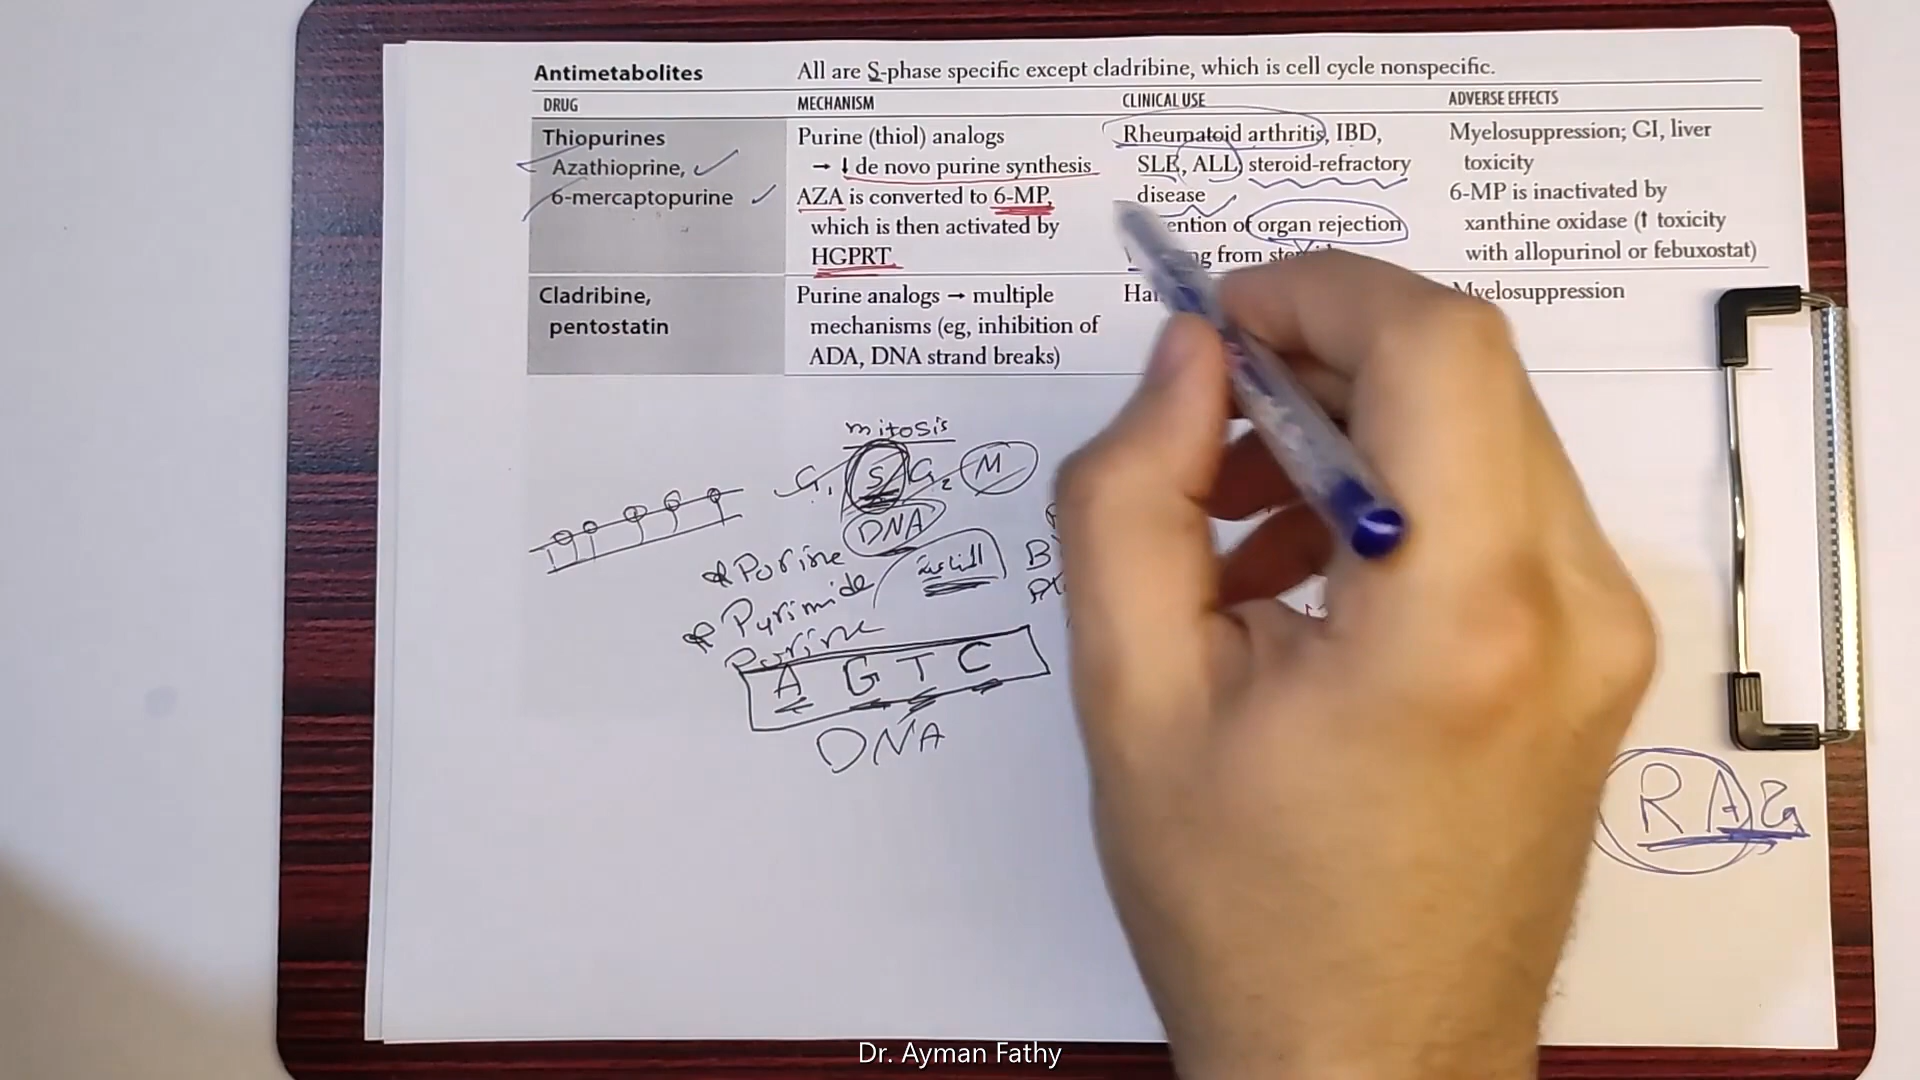 Antimetabolites
All are S-phase specific except cladribine, which is cell cycle nonspecific.
DRUG
MECHANISM
CLINICAL USE
ADVERSE EFFECTS
Thiopurines
Azathioprine,
6-mercaptopurine
Purine (thiol) analogs
→ ↓ de novo purine synthesis
AZA is converted to 6-MP,
which is then activated by
HGPRT
Rheumatoid arthritis, IBD,
SLE, ALL, steroid-refractory
disease
of organ rejection
from
Myelosuppression; GI, liver
toxicity
6-MP is inactivated by
xanthine oxidase (↑ toxicity
with allopurinol or febuxostat)
Cladribine,
pentostatin
Purine analogs → multiple
mechanisms (eg, inhibition of
ADA, DNA strand breaks)
Myelosuppression
mitosis
G1 S G2 M
DNA
Purine
Pyrimide
Purine
A G T C
DNA
Dr. Ayman Fathy